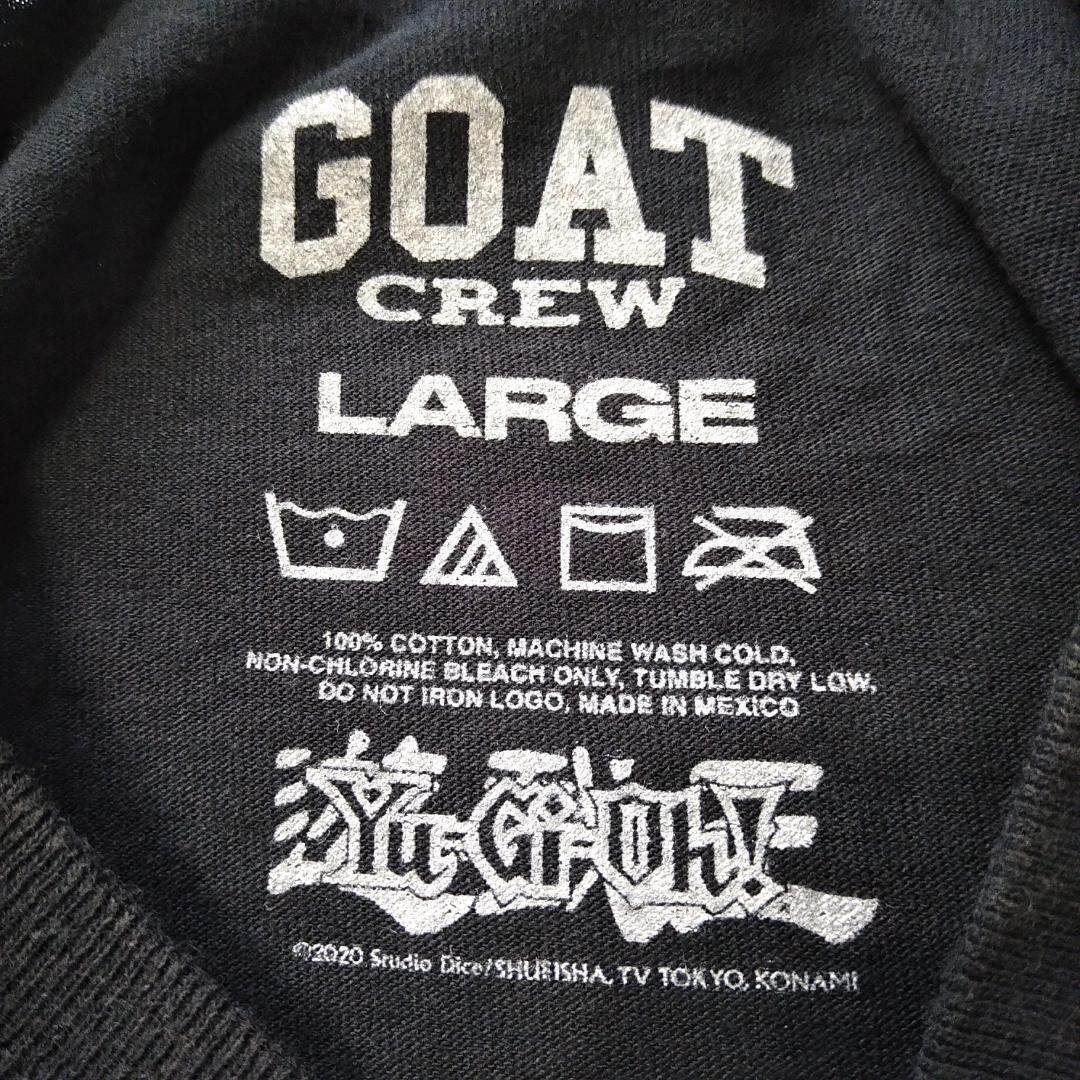 GOAT
CREW
LARGE
100% COTTON, MACHINE WASH COLD,
NON-CHLORINE BLEACH ONLY, TUMBLE DRY LOW,
DO NOT IRON LOGO, MADE IN MEXICO
Yu-Gi-Oh!
©2020 Studio Dice/SHUEISHA, TV TOKYO, KONAMI